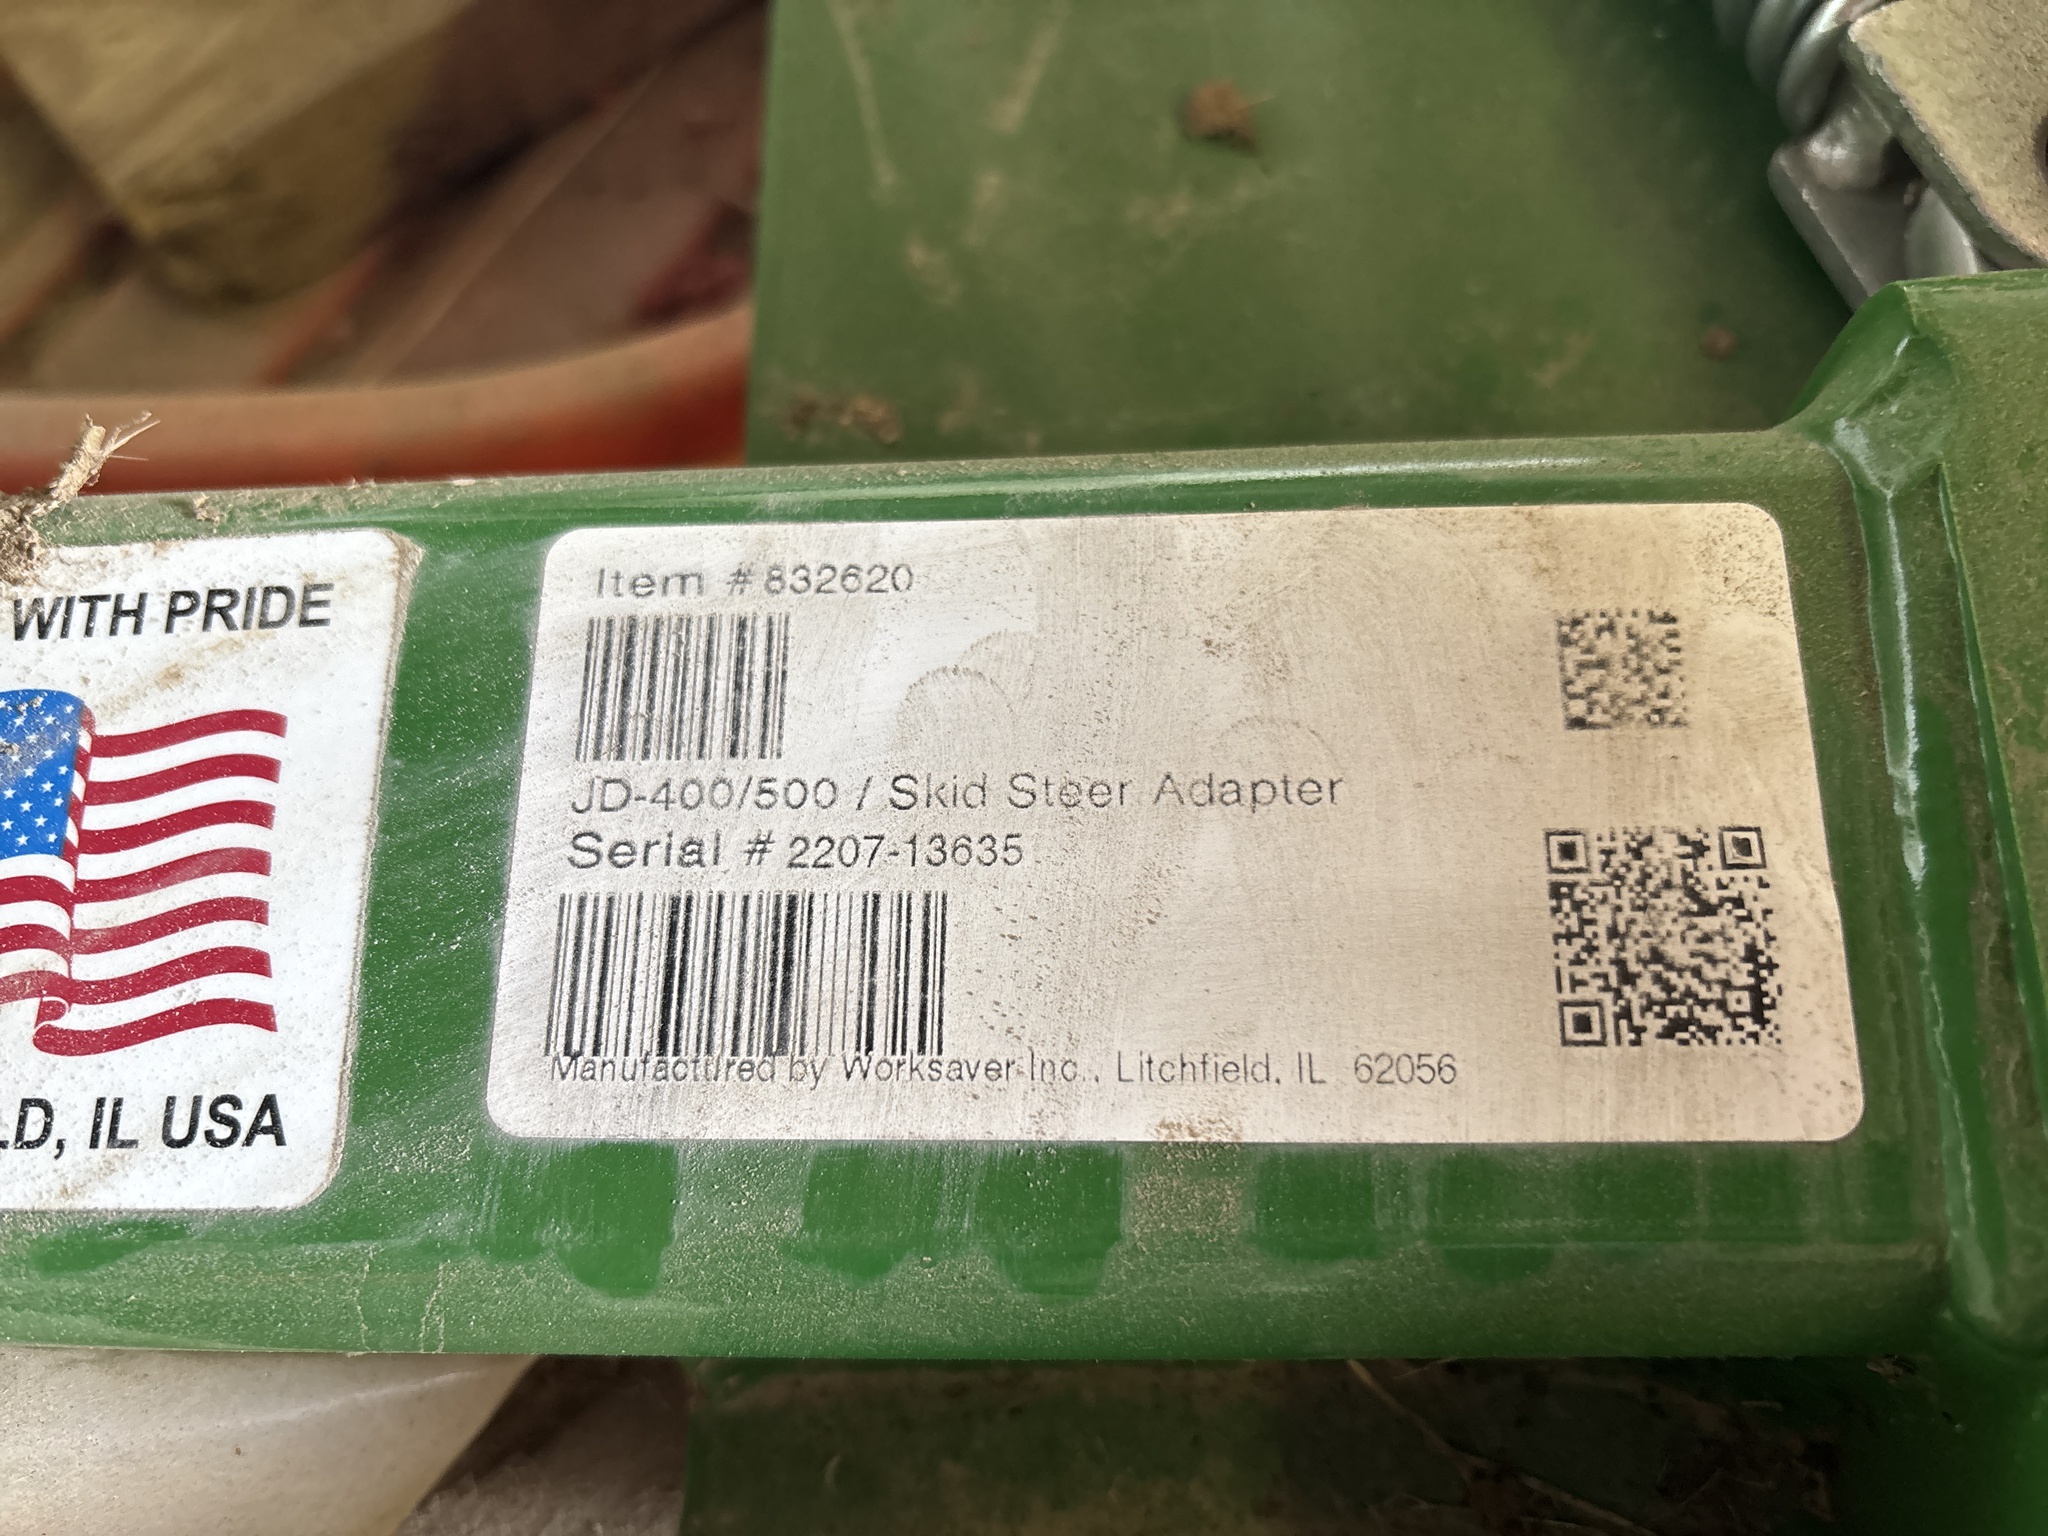 WITH PRIDE
LD, IL USA
Item # 832620
JD-400/500 / Skid Steer Adapter
Serial # 2207-13635
Manufactured by Worksaver Inc., Litchfield, IL 62056